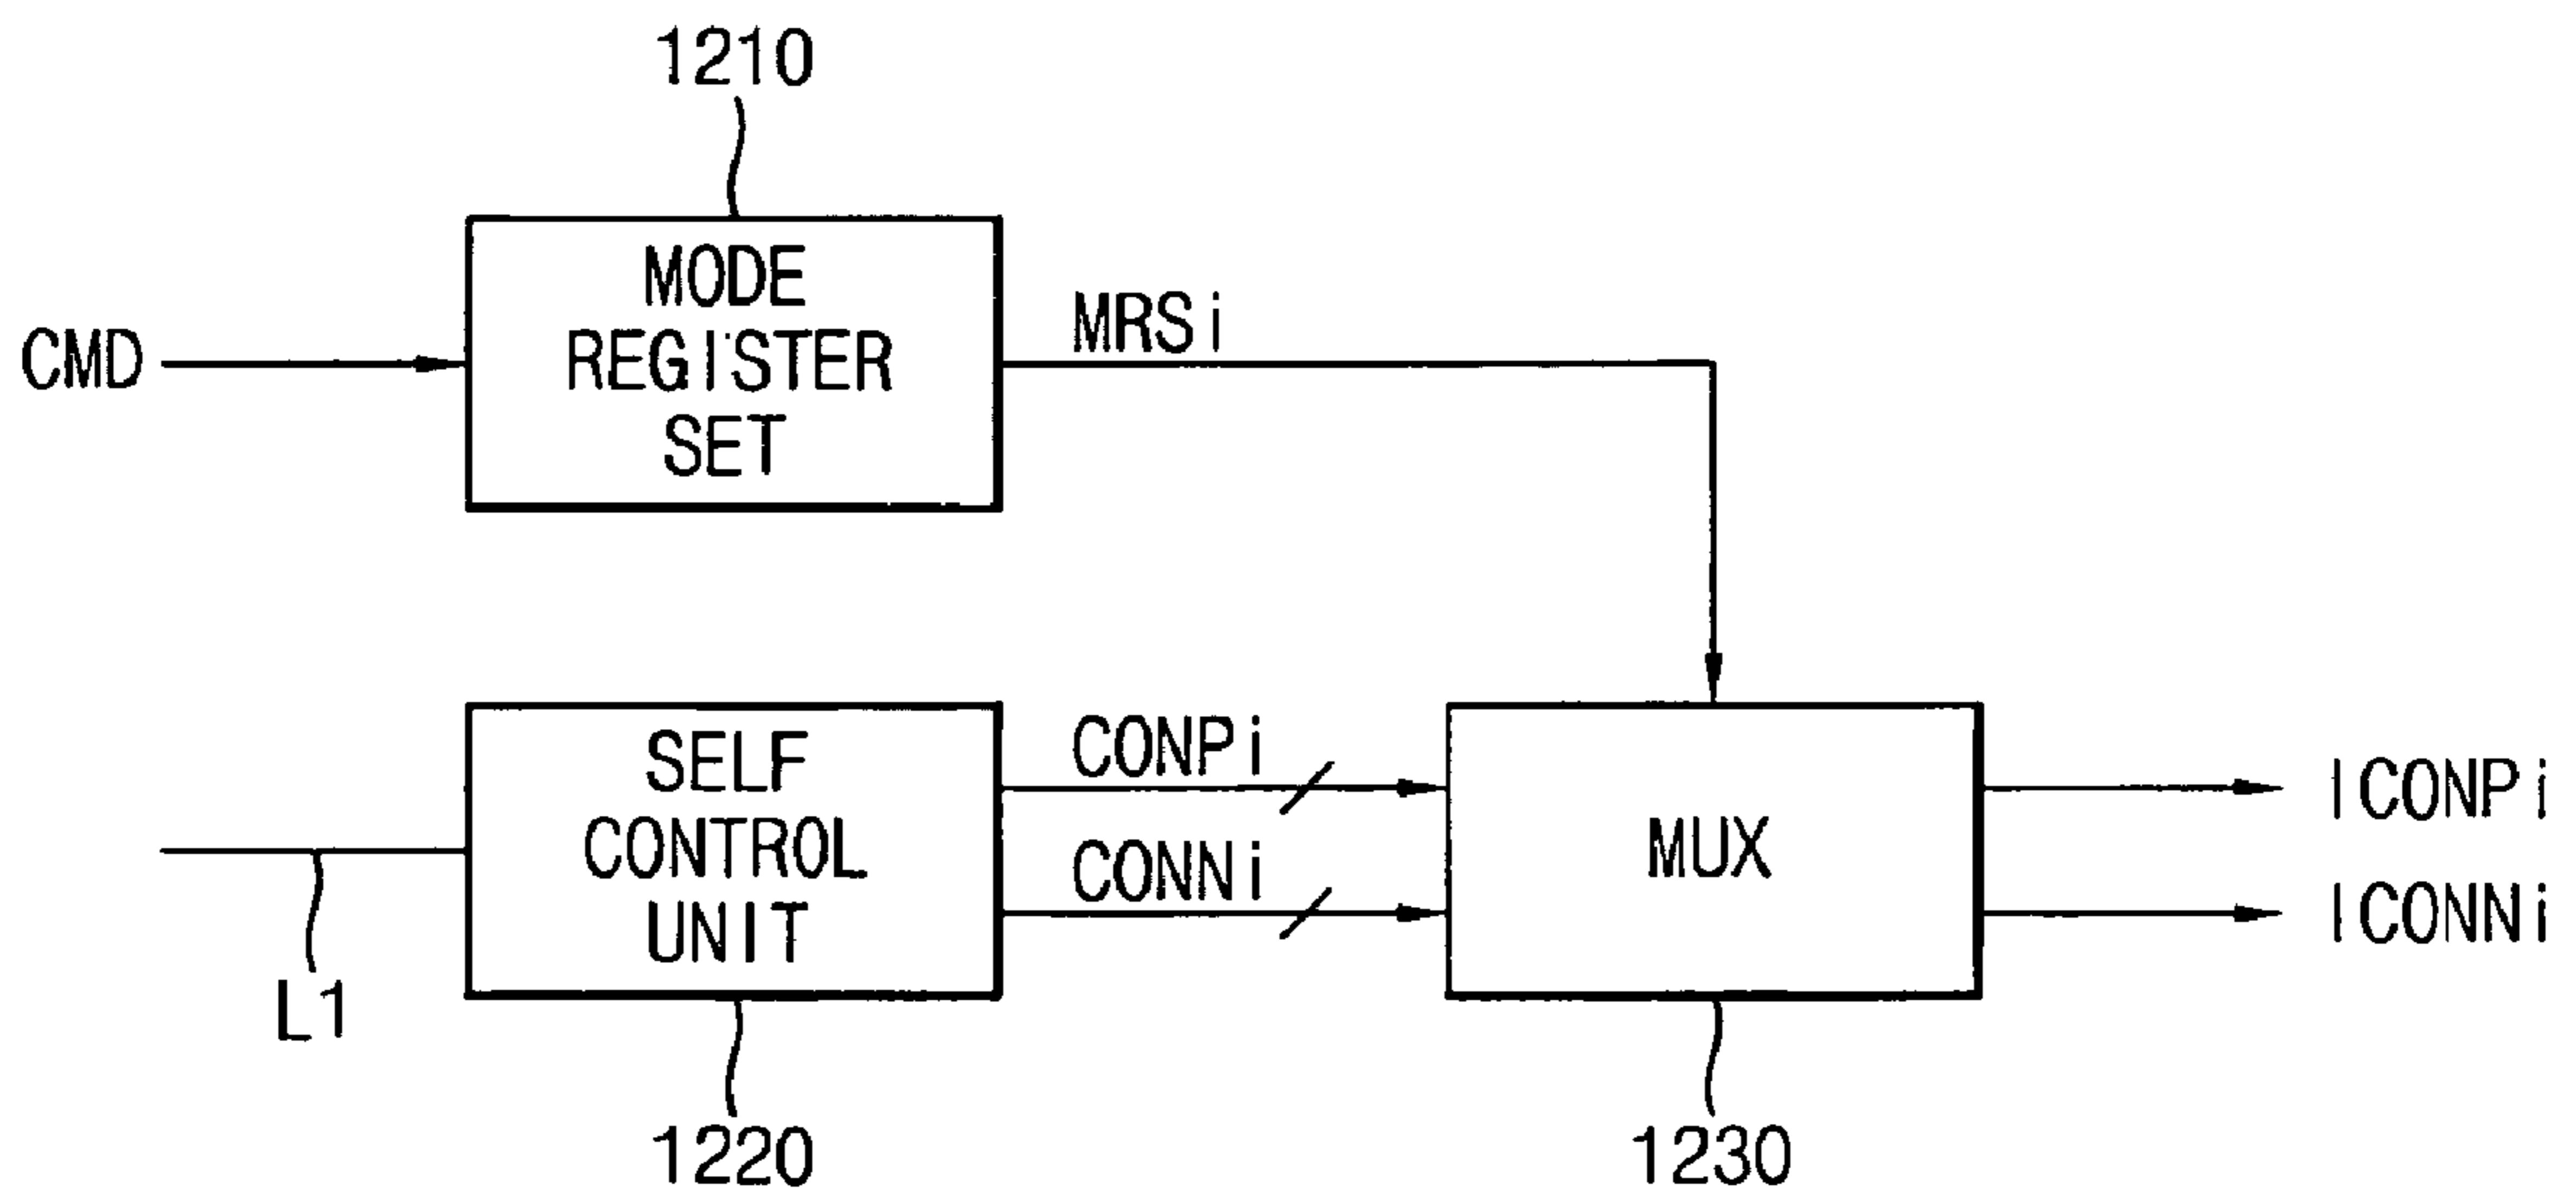 1210
MODE
REGISTER
SET
CMD
MRSi
SELF
CONTROL
UNIT
L1
1220
CONPi
CONNi
MUX
1230
ICONPi
ICONNi